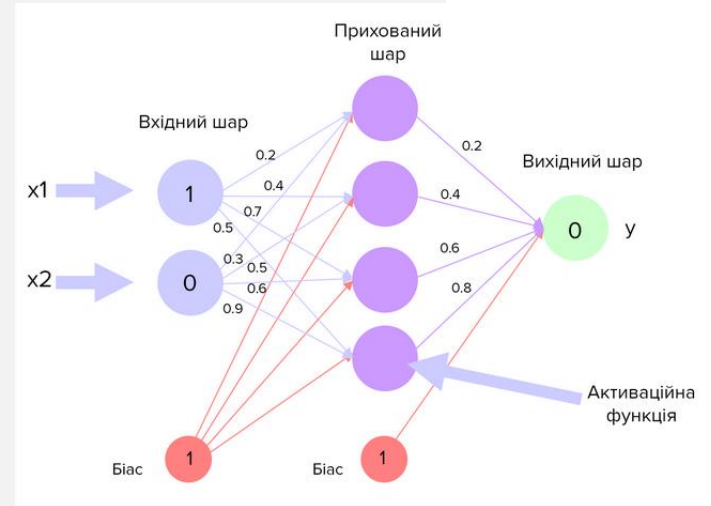 Прихований
шар
Вхідний шар
Вихідний шар
x1
1
0.2
0.4
0.7
0.5
x2
0
0.3
0.5
0.6
0.9
0.2
0.4
0.6
0.8
0
y
Активаційна
функція
Біас
1
Біас
1